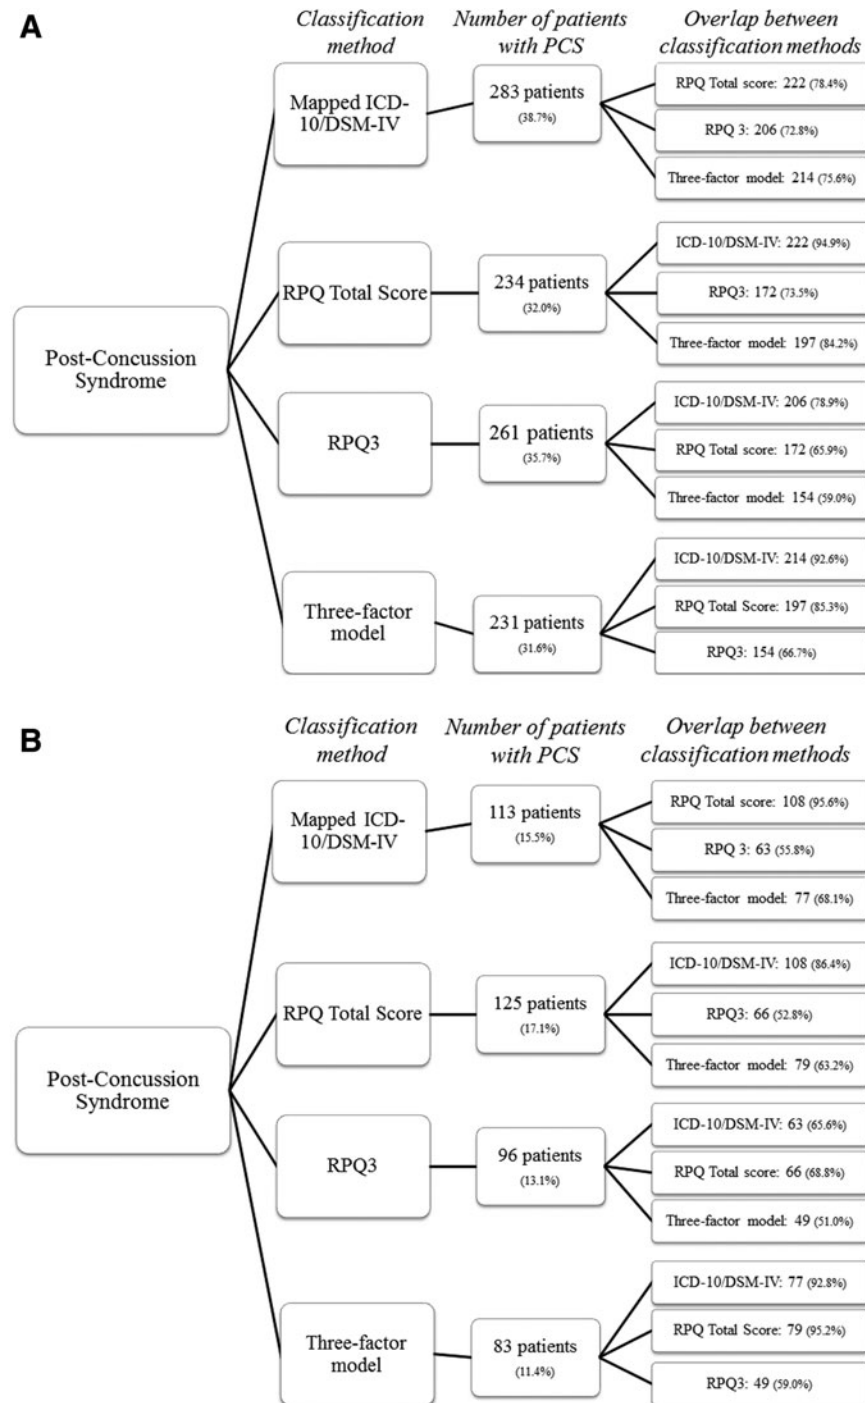 A
Classification
method
Number of patients
with PCS
Overlap between
classification methods
Post-Concussion
Syndrome
Mapped ICD-
10/DSM-IV
283 patients
(38.7%)
RPQ Total score: 222 (78.4%)
RPQ 3: 206 (72.8%)
Three-factor model: 214 (75.6%)
RPQ Total Score
234 patients
(32.0%)
ICD-10/DSM-IV: 222 (94.9%)
RPQ3: 172 (73.5%)
Three-factor model: 197 (84.2%)
RPQ3
261 patients
(35.7%)
ICD-10/DSM-IV: 206 (78.9%)
RPQ Total score: 172 (65.9%)
Three-factor model: 154 (59.0%)
Three-factor
model
231 patients
(31.6%)
ICD-10/DSM-IV: 214 (92.6%)
RPQ Total Score: 197 (85.3%)
RPQ3: 154 (66.7%)
B
Classification
method
Number of patients
with PCS
Overlap between
classification methods
Post-Concussion
Syndrome
Mapped ICD-
10/DSM-IV
113 patients
(15.5%)
RPQ Total score: 108 (95.6%)
RPQ 3: 63 (55.8%)
Three-factor model: 77 (68.1%)
RPQ Total Score
125 patients
(17.1%)
ICD-10/DSM-IV: 108 (86.4%)
RPQ3: 66 (52.8%)
Three-factor model: 79 (63.2%)
RPQ3
96 patients
(13.1%)
ICD-10/DSM-IV: 63 (65.6%)
RPQ Total score: 66 (68.8%)
Three-factor model: 49 (51.0%)
Three-factor
model
83 patients
(11.4%)
ICD-10/DSM-IV: 77 (92.8%)
RPQ Total Score: 79 (95.2%)
RPQ3: 49 (59.0%)